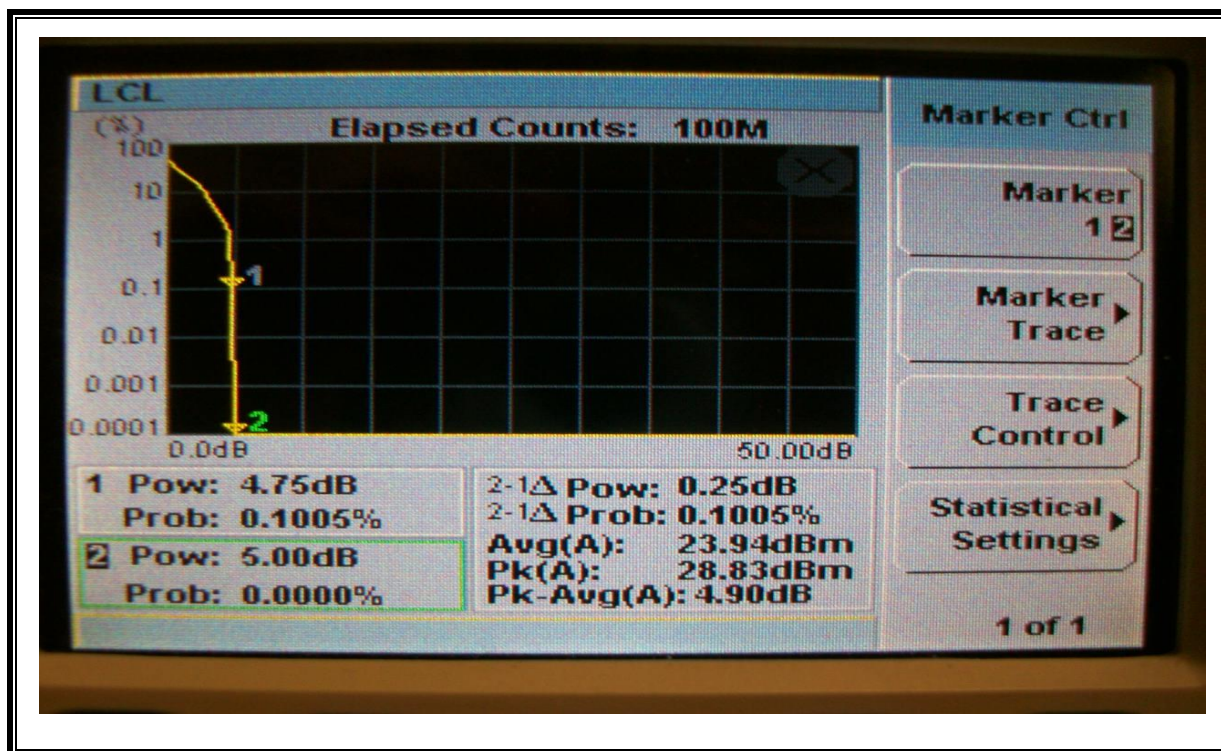 LCL
(%)
Elapsed Counts: 100M
100
10
1
0.1
0.01
0.001
0.0001
1
2
0.0dB
50.00dB
1 Pow: 4.75dB
Prob: 0.1005%
2 Pow: 5.00dB
Prob: 0.0000%
2-1Δ Pow: 0.25dB
2-1Δ Prob: 0.1005%
Avg(A): 23.94dBm
Pk(A): 28.83dBm
Pk-Avg(A): 4.90dB
Marker Ctrl
Marker
1 2
Marker
Trace
Trace
Control
Statistical
Settings
1 of 1